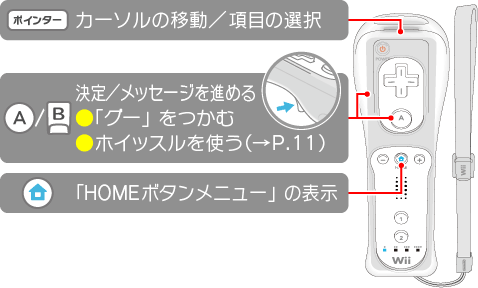 ポインター カーソルの移動／項目の選択
決定／メッセージを進める
A/B ●「グー」をつかむ
●ホイッスルを使う(→P.11)
「HOMEボタンメニュー」の表示
A
1
2
Wii
Wii